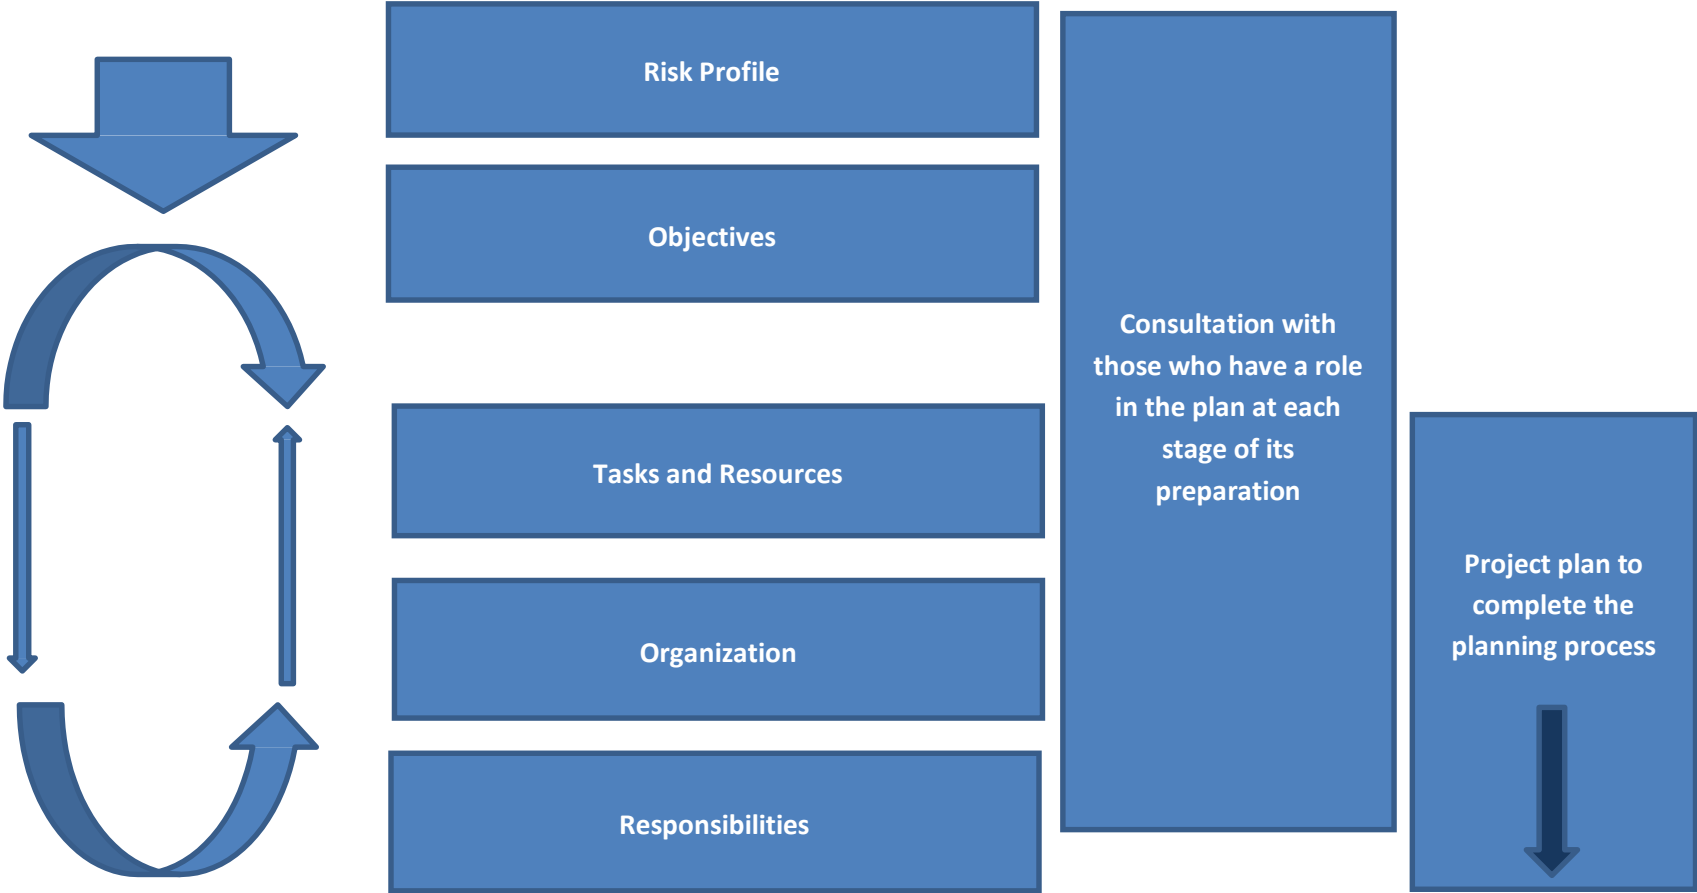 Risk Profile
Objectives
Tasks and Resources
Organization
Responsibilities
Consultation with
those who have a role
in the plan at each
stage of its
preparation
Project plan to
complete the
planning process